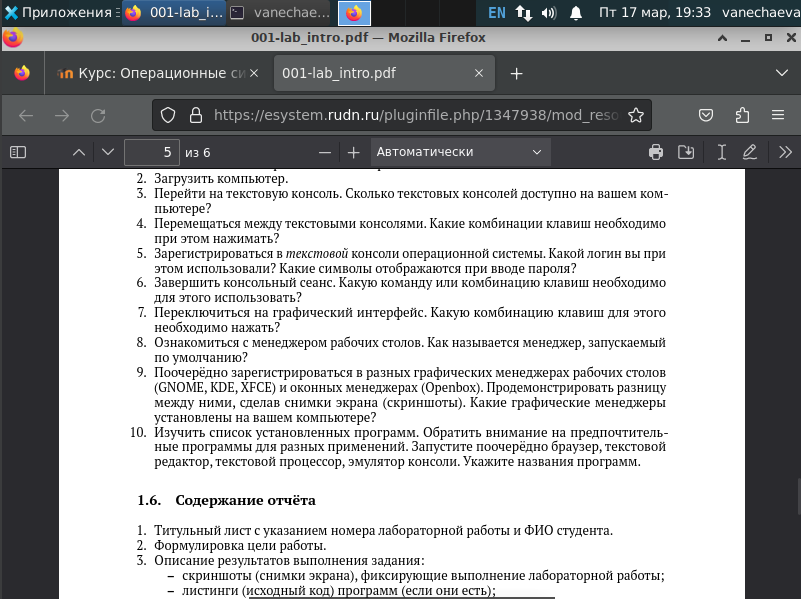 Приложения 001-lab_i... vanechae... EN Пт 17 мар, 19:33 vanechaeva
001-lab_intro.pdf — Mozilla Firefox
Курс: Операционные си 001-lab_intro.pdf
https://esystem.rudn.ru/pluginfile.php/1347938/mod_reso
5 из 6 Автоматически
2. Загрузить компьютер.
3. Перейти на текстовую консоль. Сколько текстовых консолей доступно на вашем ком-
пьютере?
4. Перемещаться между текстовыми консолями. Какие комбинации клавиш необходимо
при этом нажимать?
5. Зарегистрироваться в текстовой консоли операционной системы. Какой логин вы при
этом использовали? Какие символы отображаются при вводе пароля?
6. Завершить консольный сеанс. Какую команду или комбинацию клавиш необходимо
для этого использовать?
7. Переключиться на графический интерфейс. Какую комбинацию клавиш для этого
необходимо нажать?
8. Ознакомиться с менеджером рабочих столов. Как называется менеджер, запускаемый
по умолчанию?
9. Поочерёдно зарегистрироваться в разных графических менеджерах рабочих столов
(GNOME, KDE, XFCE) и оконных менеджерах (Openbox). Продемонстрировать разницу
между ними, сделав снимки экрана (скриншоты). Какие графические менеджеры
установлены на вашем компьютере?
10. Изучить список установленных программ. Обратить внимание на предпочтитель-
ные программы для разных применений. Запустите поочерёдно браузер, текстовой
редактор, текстовой процессор, эмулятор консоли. Укажите названия программ.
1.6. Содержание отчёта
1. Титульный лист с указанием номера лабораторной работы и ФИО студента.
2. Формулировка цели работы.
3. Описание результатов выполнения задания:
– скриншоты (снимки экрана), фиксирующие выполнение лабораторной работы;
– листинги (исходный код) программ (если они есть);